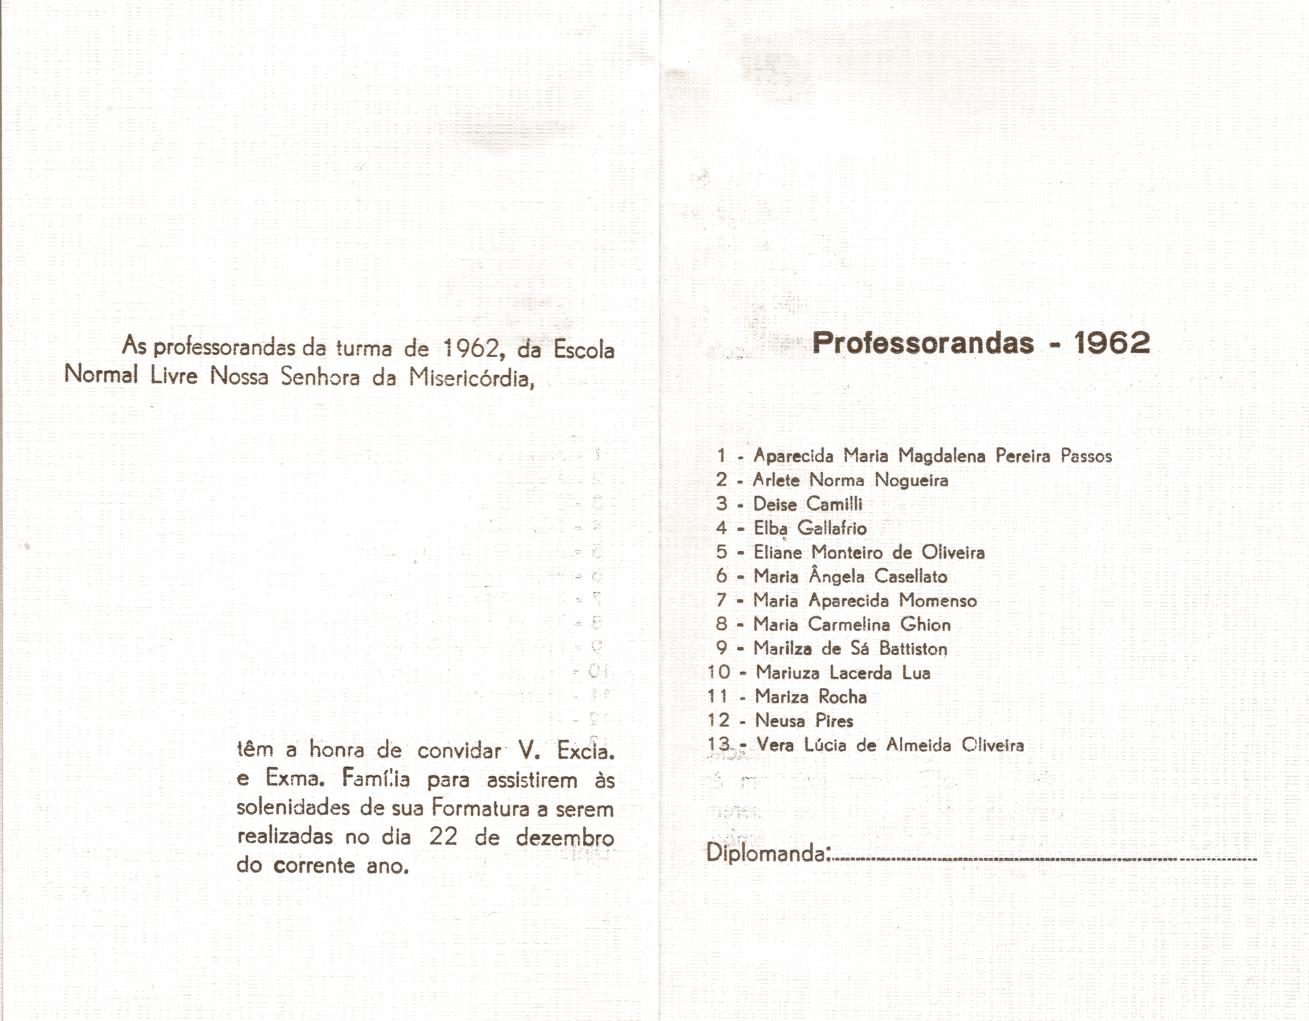 As professorandas da turma de 1962, da Escola
Normal Livre Nossa Senhora da Misericórdia,
têm a honra de convidar V. Excia.
e Exma. Família para assistirem às
solenidades de sua Formatura a serem
realizadas no dia 22 de dezembro
do corrente ano.
Professorandas - 1962
1 - Aparecida Maria Magdalena Pereira Passos
2 - Arlete Norma Nogueira
3 - Deise Camilli
4 - Elba Gallafrio
5 - Eliane Monteiro de Oliveira
6 - Maria Ângela Casellato
7 - Maria Aparecida Momenso
8 - Maria Carmelina Ghion
9 - Marilza de Sá Battiston
10 - Mariuza Lacerda Lua
11 - Mariza Rocha
12 - Neusa Pires
13 - Vera Lúcia de Almeida Oliveira
Diplomanda: